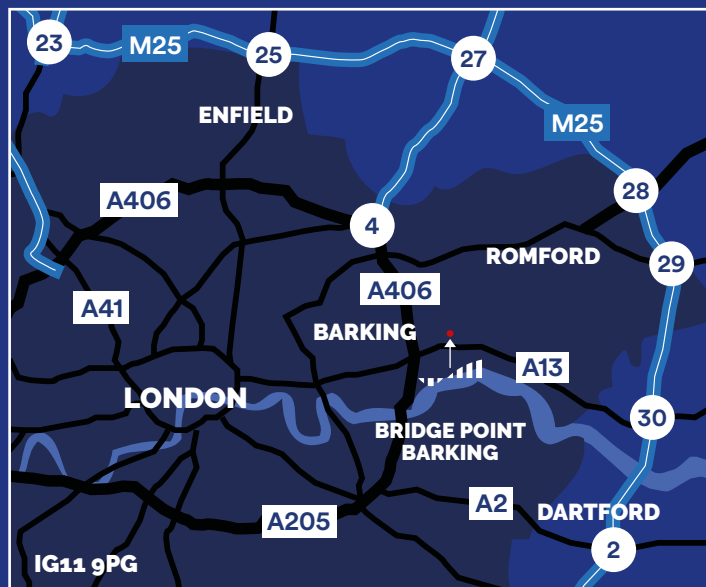 23
M25
25
27
ENFIELD
M25
A406
28
4
ROMFORD
29
A406
A41
BARKING
A13
LONDON
30
BRIDGE POINT
BARKING
A2
DARTFORD
A205
2
IG11 9PG